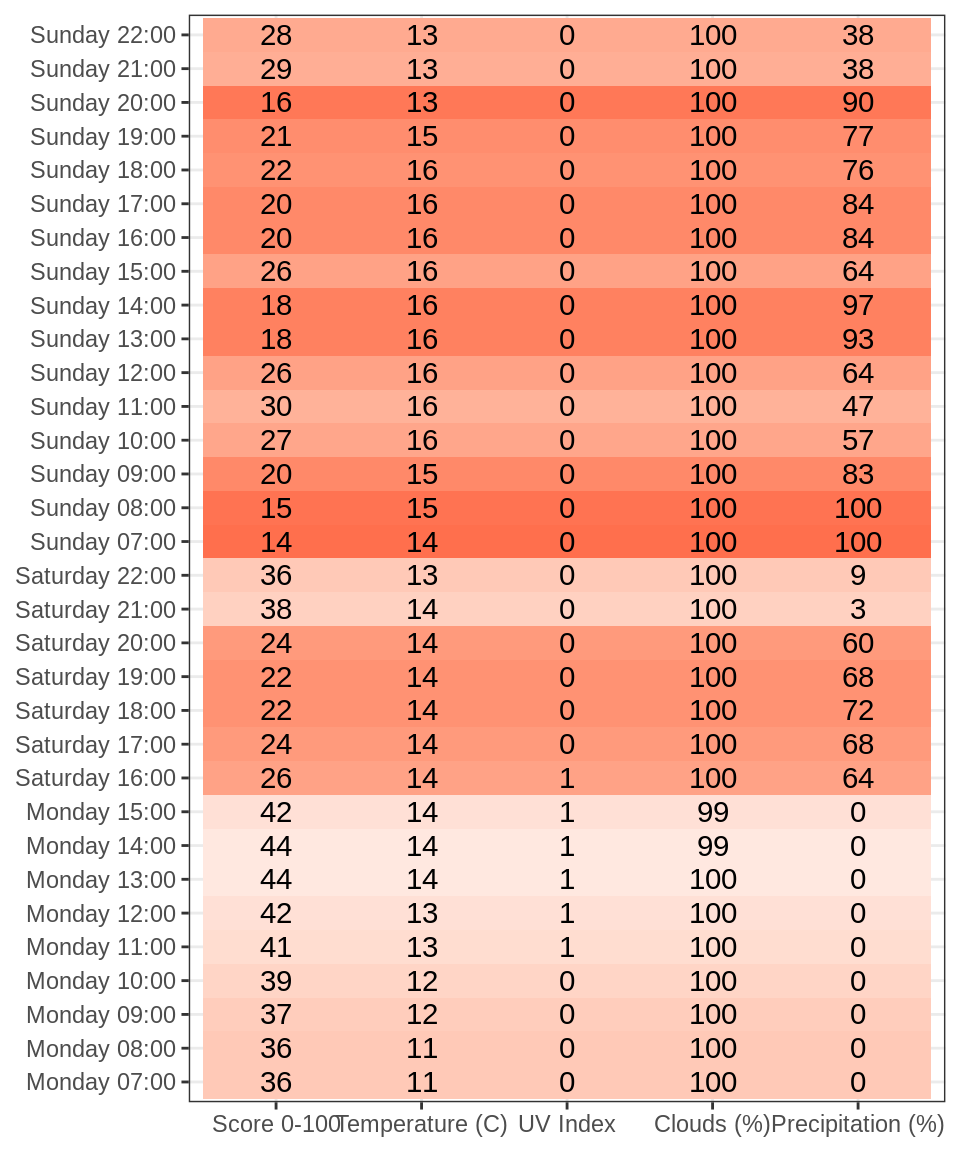 Sunday 22:00 28 13 0 100 38
Sunday 21:00 29 13 0 100 38
Sunday 20:00 16 13 0 100 90
Sunday 19:00 21 15 0 100 77
Sunday 18:00 22 16 0 100 76
Sunday 17:00 20 16 0 100 84
Sunday 16:00 20 16 0 100 84
Sunday 15:00 26 16 0 100 64
Sunday 14:00 18 16 0 100 97
Sunday 13:00 18 16 0 100 93
Sunday 12:00 26 16 0 100 64
Sunday 11:00 30 16 0 100 47
Sunday 10:00 27 16 0 100 57
Sunday 09:00 20 15 0 100 83
Sunday 08:00 15 15 0 100 100
Sunday 07:00 14 14 0 100 100
Saturday 22:00 36 13 0 100 9
Saturday 21:00 38 14 0 100 3
Saturday 20:00 24 14 0 100 60
Saturday 19:00 22 14 0 100 68
Saturday 18:00 22 14 0 100 72
Saturday 17:00 24 14 0 100 68
Saturday 16:00 26 14 1 100 64
Monday 15:00 42 14 1 99 0
Monday 14:00 44 14 1 99 0
Monday 13:00 44 14 1 100 0
Monday 12:00 42 13 1 100 0
Monday 11:00 41 13 1 100 0
Monday 10:00 39 12 0 100 0
Monday 09:00 37 12 0 100 0
Monday 08:00 36 11 0 100 0
Monday 07:00 36 11 0 100 0
Score 0-100 Temperature (C) UV Index Clouds (%) Precipitation (%)